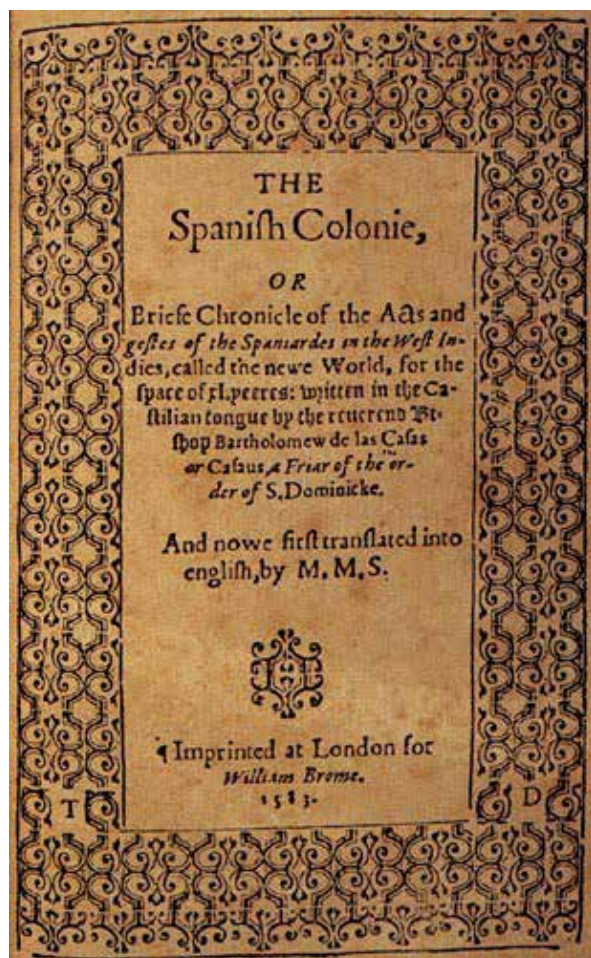 THE
Spaniſh Colonie,
OR
Briefe Chronicle of the Acts and
geſtes of the Spaniardes in the Weſt In-
dies, called the newe World, for the
ſpace of xl. yeeres: written in the Ca-
ſtilian tongue by the reuerend Bi-
ſhop Bartholomew de las Caſas
or Caſaus, a Friar of the or-
der of S. Dominicke.
And nowe firſt tranſlated into
engliſh, by M. M. S.
¶ Imprinted at London for
William Brome.
1583.
T D